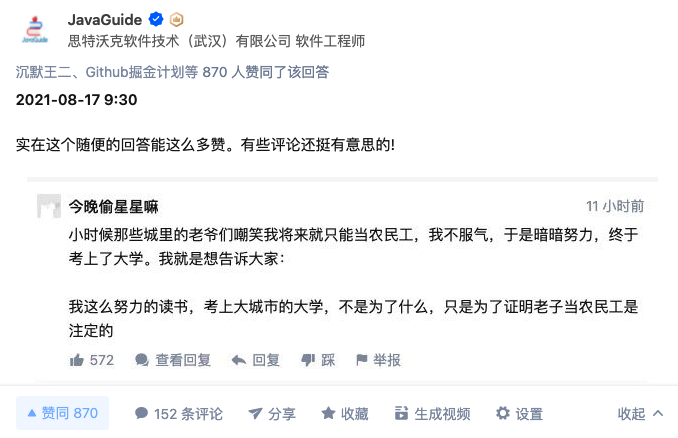 JavaGuide
JavaGuide
思特沃克软件技术（武汉）有限公司 软件工程师
沉默王二、Github掘金计划等 870 人赞同了该回答
2021-08-17 9:30
实在这个随便的回答能这么多赞。有些评论还挺有意思的!
今晚偷星星嘛
11 小时前
小时候那些城里的老爷们嘲笑我将来就只能当农民工，我不服气，于是暗暗努力，终于
考上了大学。我就是想告诉大家：
我这么努力的读书，考上大城市的大学，不是为了什么，只是为了证明老子当农民工是
注定的
572 查看回复 回复 踩 举报
赞同 870 152 条评论 分享 收藏 生成视频 设置 收起